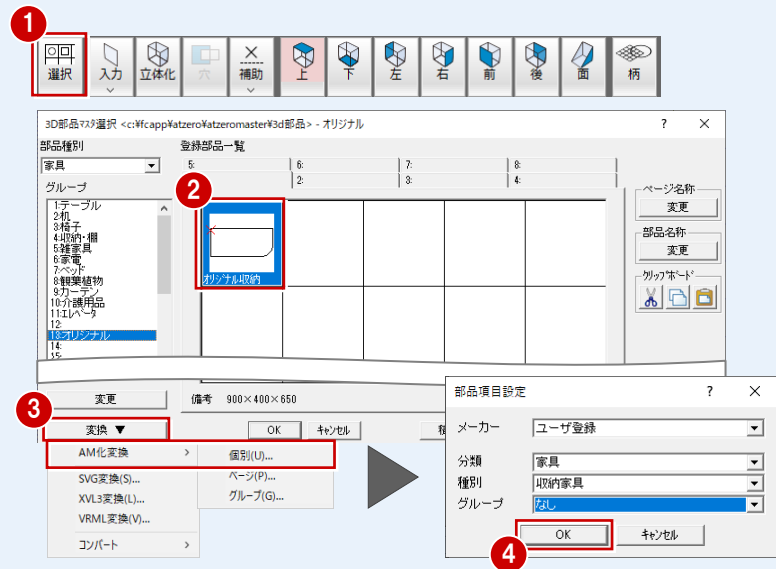 1
選択
入力
立体化
穴
補助
上
下
左
右
前
後
面
柄
3D部品ﾏｽﾀ選択 <c:¥fcapp¥atzero¥atzeromaster¥3d部品> - オリジナル
? ×
部品種別
登録部品一覧
家具
5:
6:
7:
8:
2:
3:
4:
グループ
1:テーブル
2:机
3:椅子
4:収納・棚
5:雑家具
6:家電
7:ベッド
8:観葉植物
9:カーテン
10:介護用品
11:エレベータ
12:
13:オリジナル
14:
15:
2
オリジナル収納
ページ名称
変更
部品名称
変更
クリップボード
変更
備考 900×400×650
3
変換 ▼
OK
キャンセル
AM化変換 >
個別(U)...
SVG変換(S)...
ページ(P)...
XVL3変換(L)...
グループ(G)...
VRML変換(V)...
コンバート >
部品項目設定
? ×
メーカー
ユーザ登録
分類
家具
種別
収納家具
グループ
なし
OK
キャンセル
4